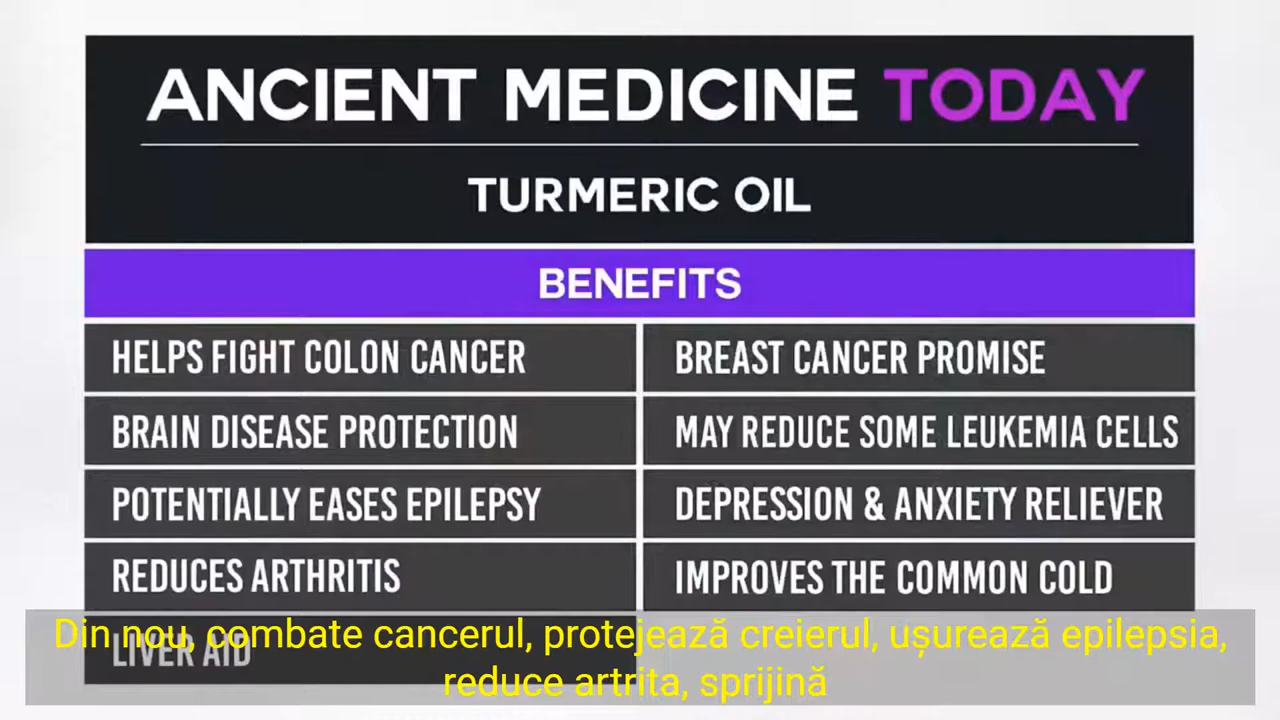 ANCIENT MEDICINE TODAY
TURMERIC OIL
BENEFITS
HELPS FIGHT COLON CANCER
BREAST CANCER PROMISE
BRAIN DISEASE PROTECTION
MAY REDUCE SOME LEUKEMIA CELLS
POTENTIALLY EASES EPILEPSY
DEPRESSION & ANXIETY RELIEVER
REDUCES ARTHRITIS
IMPROVES THE COMMON COLD
LIVER AID
Din nou, combate cancerul, protejează creierul, ușurează epilepsia,
reduce artrita, sprijină